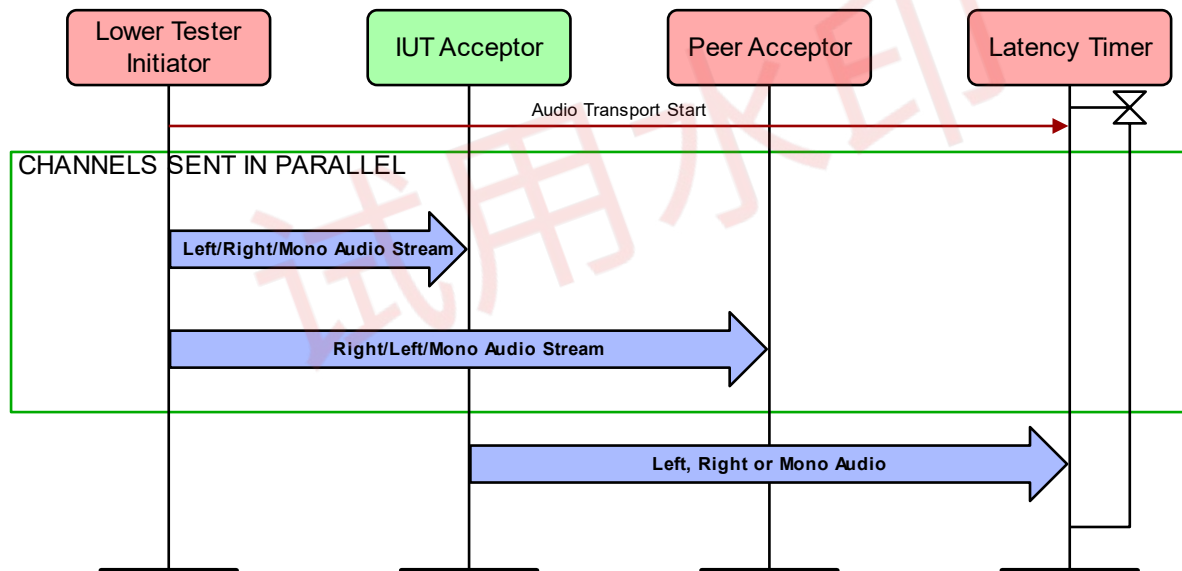 Lower Tester
Initiator
IUT Acceptor
Peer Acceptor
Latency Timer
Audio Transport Start
CHANNELS SENT IN PARALLEL
Left/Right/Mono Audio Stream
Right/Left/Mono Audio Stream
Left, Right or Mono Audio
试用水印